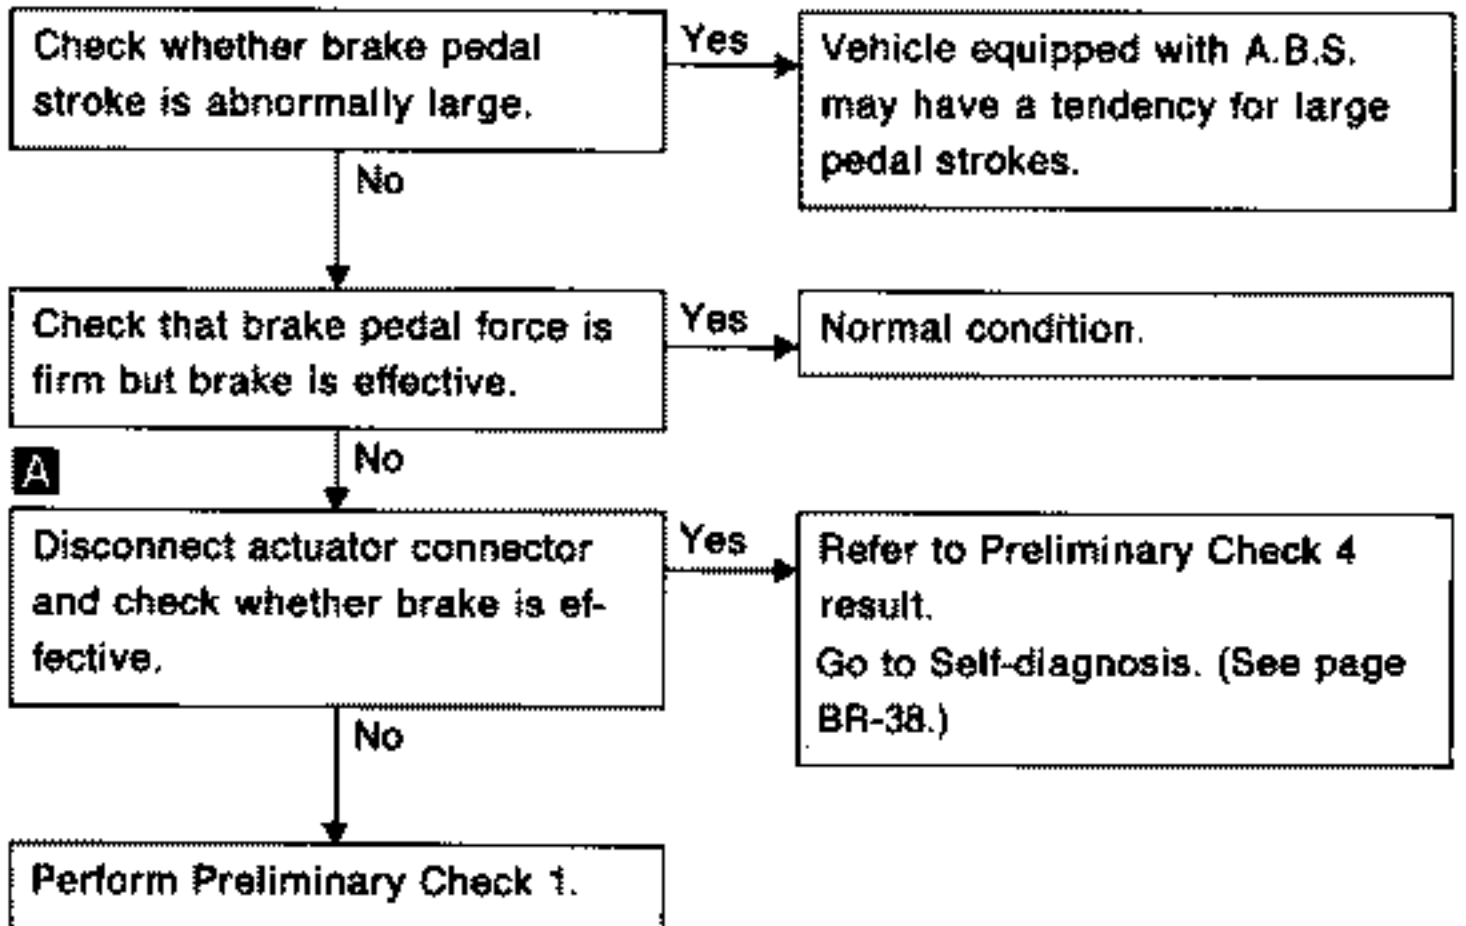 Check whether brake pedal
stroke is abnormally large.
Yes
Vehicle equipped with A.B.S.
may have a tendency for large
pedal strokes.
No
Check that brake pedal force is
firm but brake is effective.
Yes
Normal condition.
No
A
Disconnect actuator connector
and check whether brake is ef-
fective.
Yes
Refer to Preliminary Check 4
result.
Go to Self-diagnosis. (See page
BR-38.)
No
Perform Preliminary Check 1.